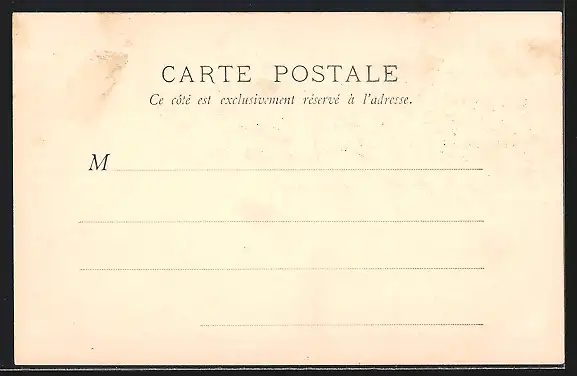 CARTE POSTALE
Ce côté est exclusivement réservé à l'adresse.
M